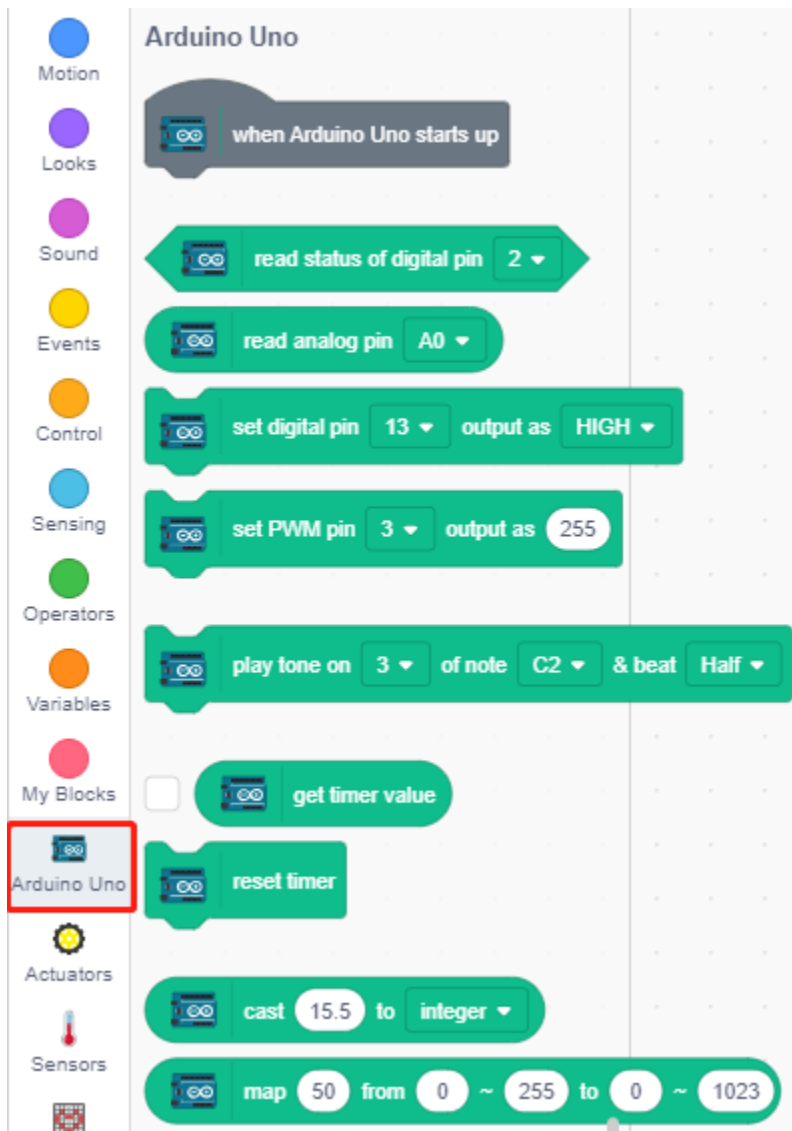 Arduino Uno
Motion
when Arduino Uno starts up
Looks
Sound
read status of digital pin 2
Events
read analog pin A0
Control
set digital pin 13 output as HIGH
Sensing
set PWM pin 3 output as 255
Operators
play tone on 3 of note C2 & beat Half
Variables
My Blocks
get timer value
Arduino Uno
reset timer
Actuators
cast 15.5 to integer
Sensors
map 50 from 0 ~ 255 to 0 ~ 1023